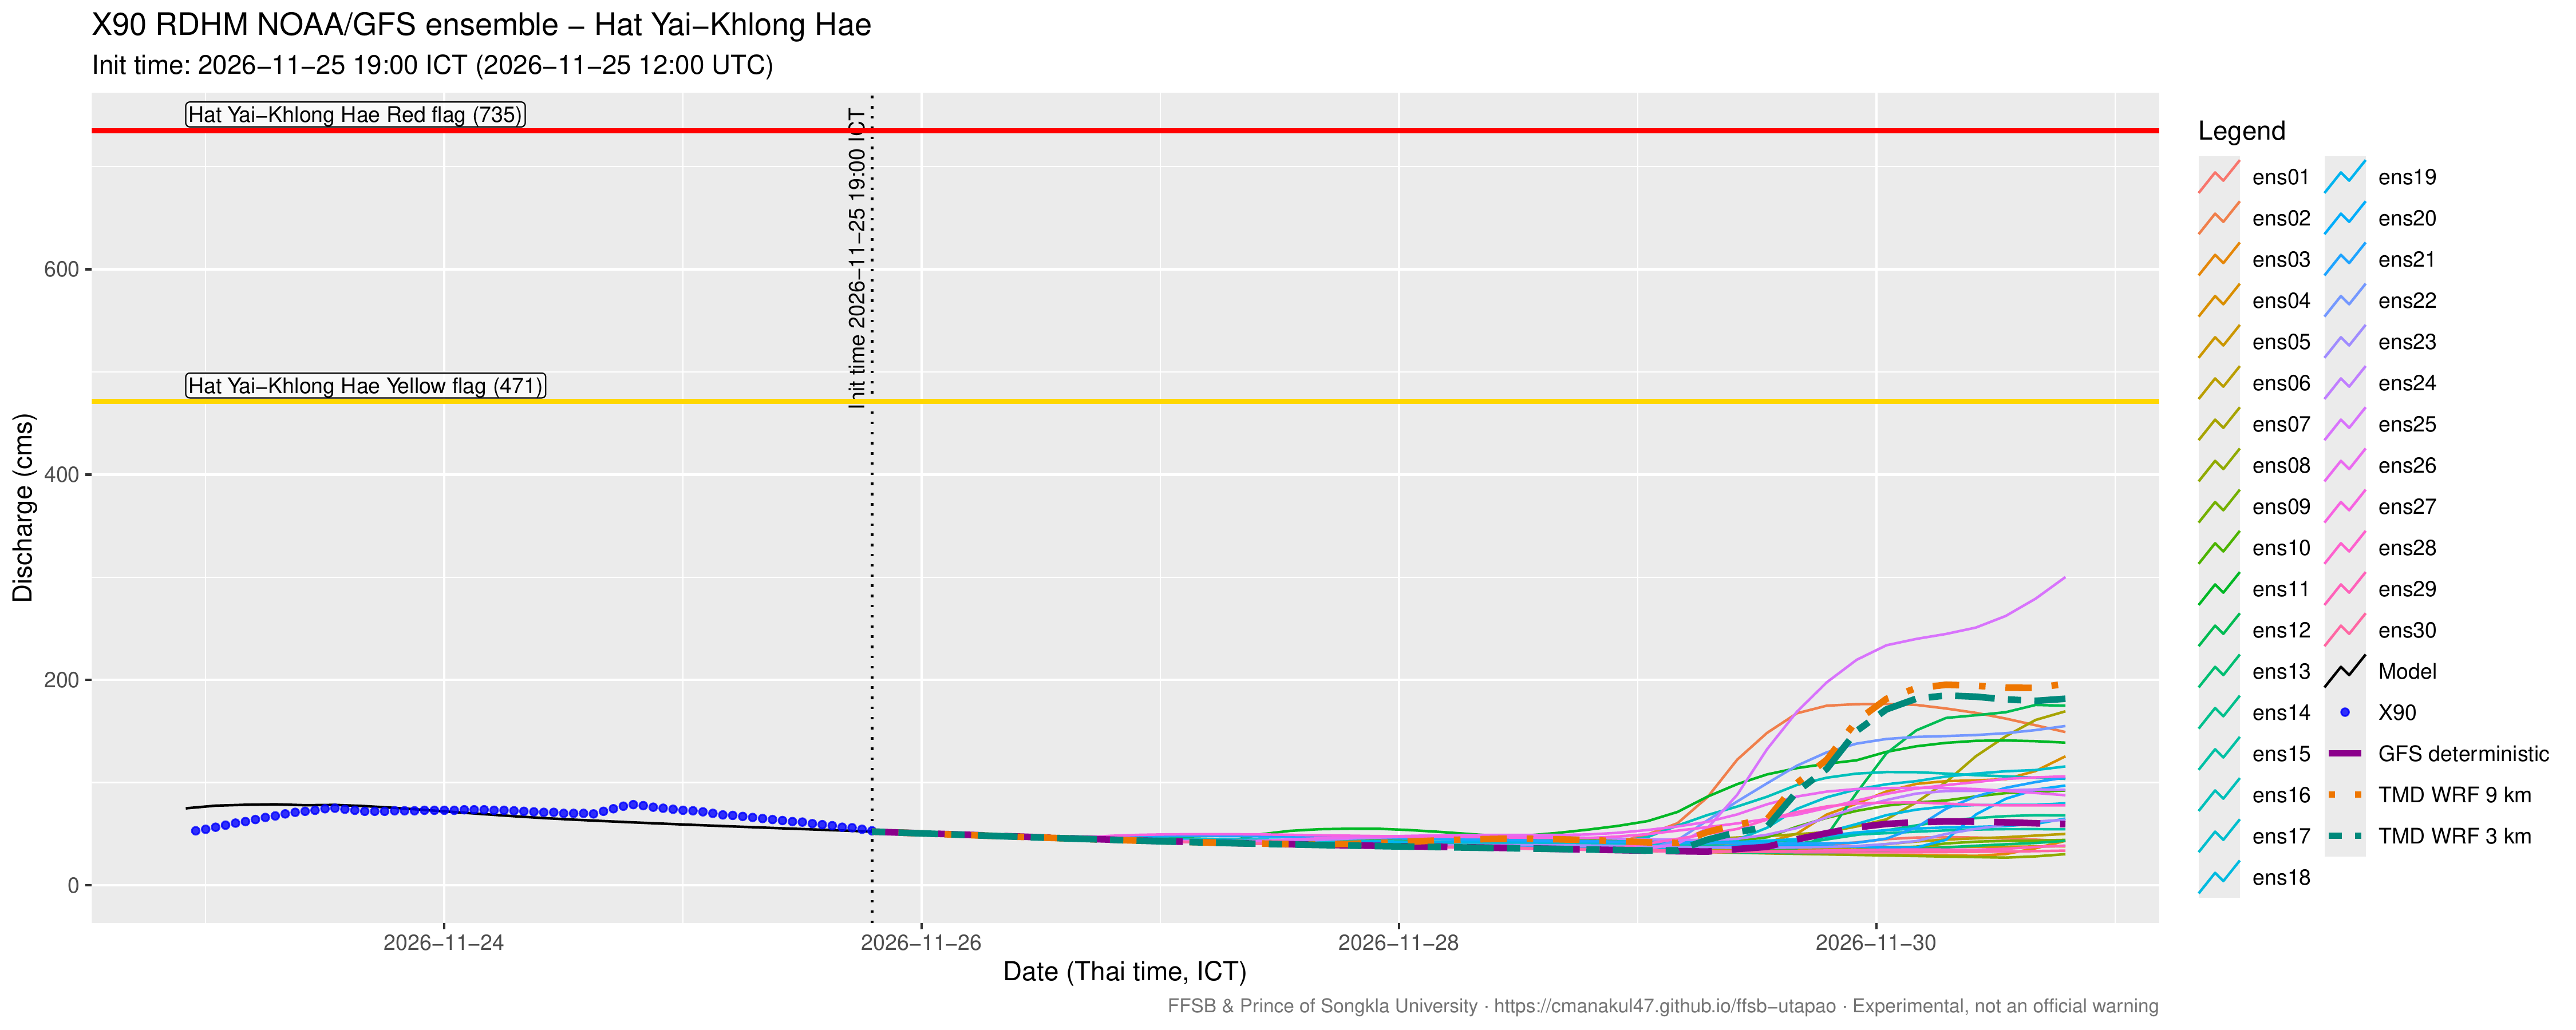 X90 RDHM NOAA/GFS ensemble – Hat Yai–Khlong Hae
Init time: 2026–11–25 19:00 ICT (2026–11–25 12:00 UTC)
Hat Yai–Khlong Hae Red flag (735)
Hat Yai–Khlong Hae Yellow flag (471)
Init time 2026–11–25 19:00 ICT
Discharge (cms)
600
400
200
0
2026–11–24
2026–11–26
2026–11–28
2026–11–30
Date (Thai time, ICT)
Legend
ens01
ens02
ens03
ens04
ens05
ens06
ens07
ens08
ens09
ens10
ens11
ens12
ens13
ens14
ens15
ens16
ens17
ens18
ens19
ens20
ens21
ens22
ens23
ens24
ens25
ens26
ens27
ens28
ens29
ens30
Model
X90
GFS deterministic
TMD WRF 9 km
TMD WRF 3 km
FFSB & Prince of Songkla University · https://cmanakul47.github.io/ffsb–utapao · Experimental, not an official warning